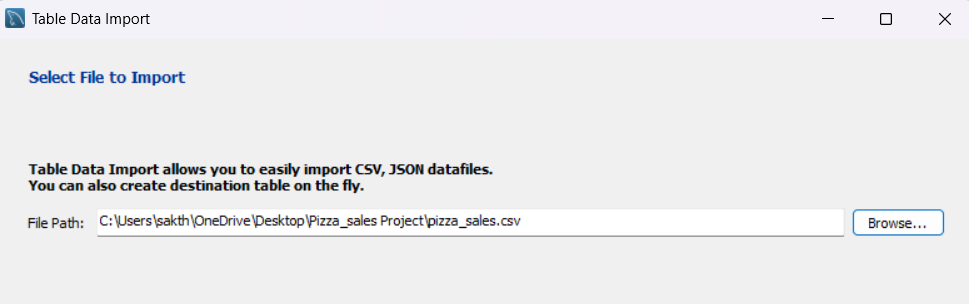 Table Data Import
Select File to Import
Table Data Import allows you to easily import CSV, JSON datafiles.
You can also create destination table on the fly.
File Path: C:\Users\sakth\OneDrive\Desktop\Pizza_sales Project\pizza_sales.csv Browse...